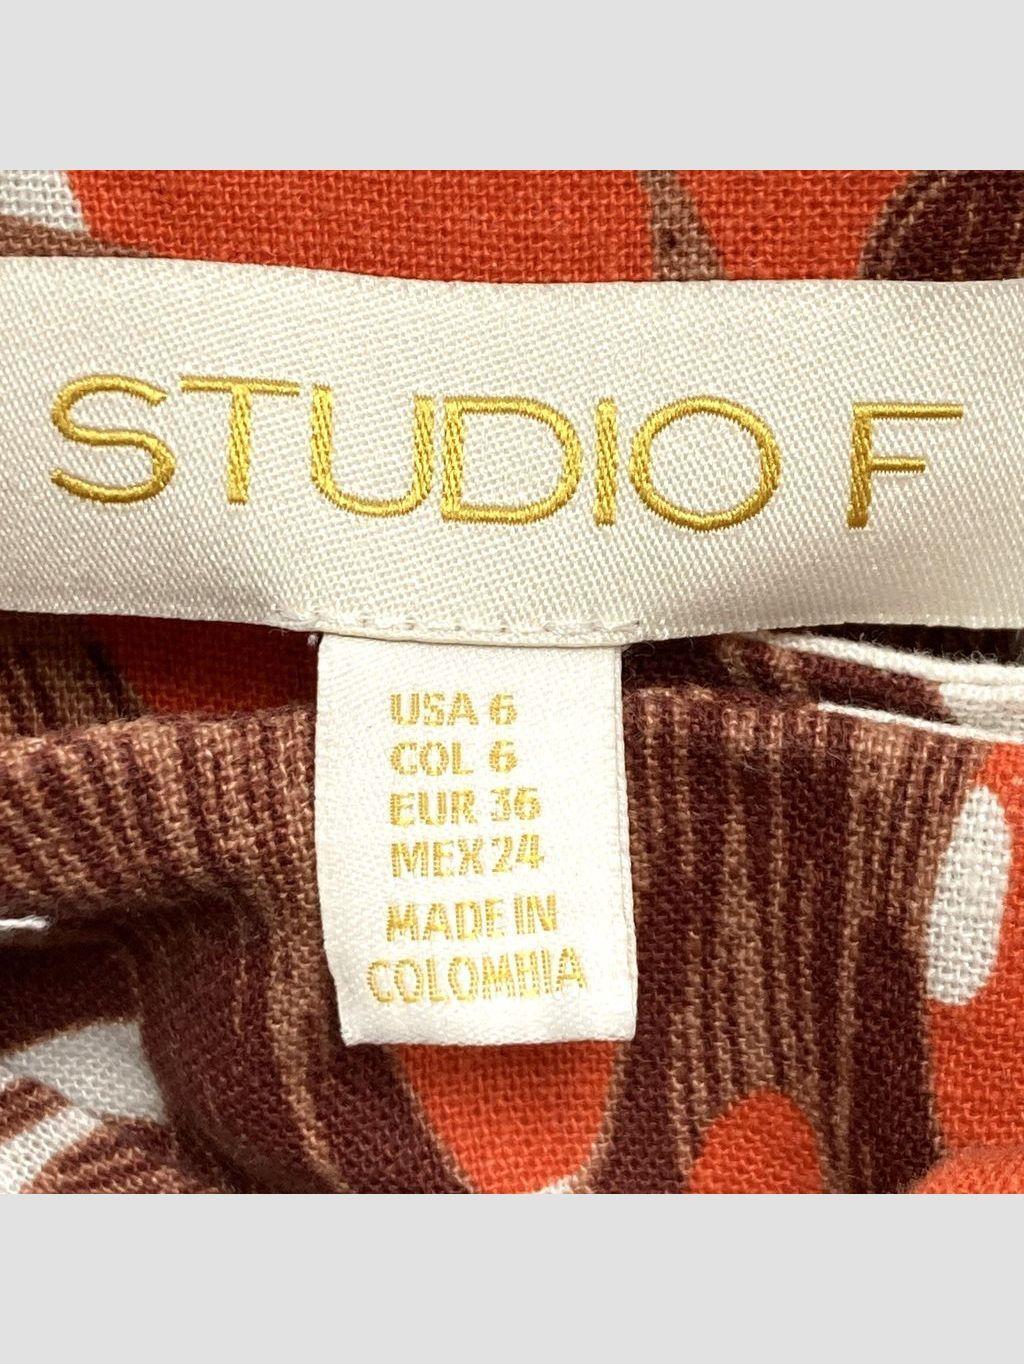 STUDIO F
USA 6
COL 6
EUR 36
MEX 24
MADE IN
COLOMBIA